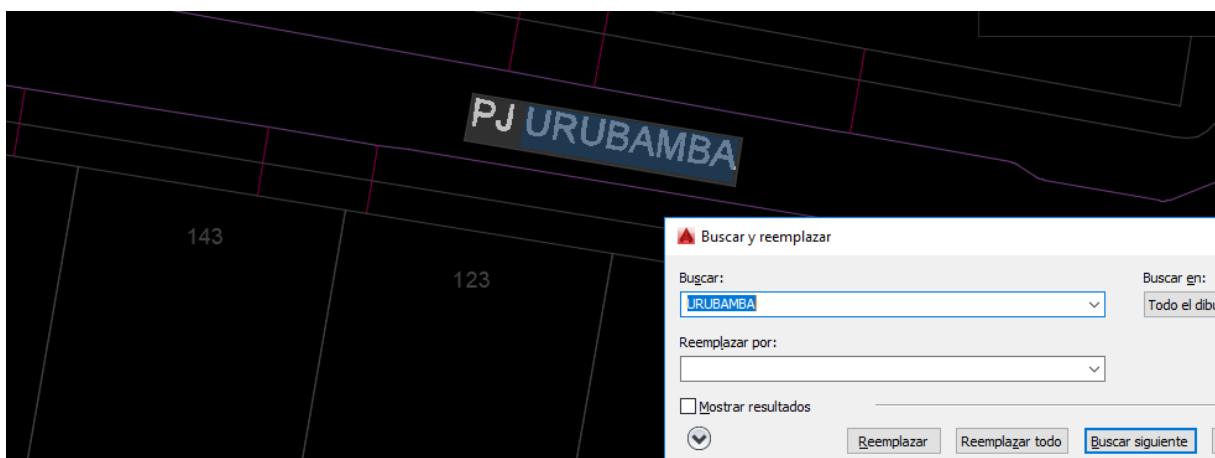 PJ URUBAMBA
143
123
Buscar y reemplazar
Buscar:
Buscar en:
URUBAMBA
Todo el dibu
Reemplazar por:
Mostrar resultados
Reemplazar
Reemplazar todo
Buscar siguiente